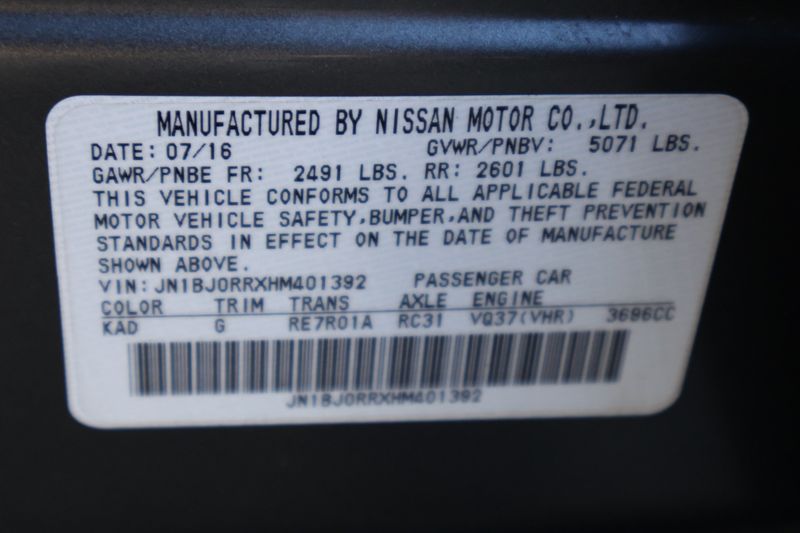 MANUFACTURED BY NISSAN MOTOR CO.,LTD.
DATE: 07/16 GVWR/PNBV: 5071 LBS.
GAWR/PNBE FR: 2491 LBS. RR: 2601 LBS.
THIS VEHICLE CONFORMS TO ALL APPLICABLE FEDERAL
MOTOR VEHICLE SAFETY,BUMPER,AND THEFT PREVENTION
STANDARDS IN EFFECT ON THE DATE OF MANUFACTURE
SHOWN ABOVE.
VIN: JN1BJ0RRXHM401392 PASSENGER CAR
COLOR TRIM TRANS AXLE ENGINE
KAD G RE7R01A RC31 VQ37(VHR) 3696CC
JN1BJ0RRXHM401392